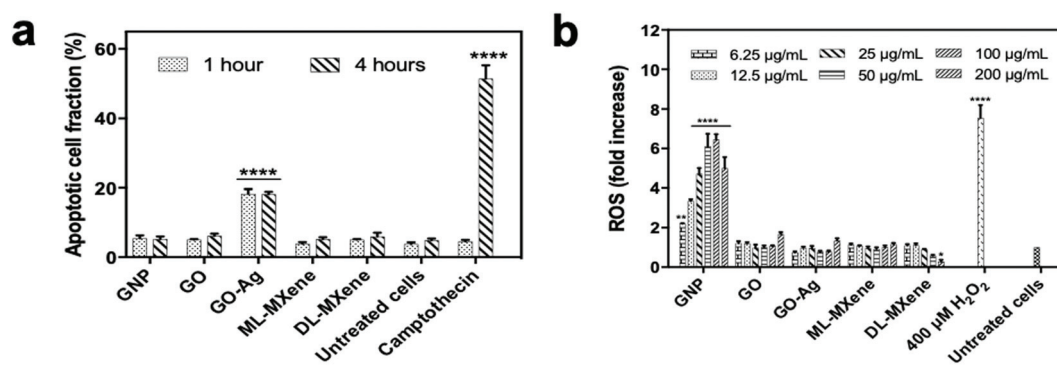 a
Apoptotic cell fraction (%)
60
40
20
0
1 hour
4 hours
****
****
GNP
GO
GO-Ag
ML-MXene
DL-MXene
Untreated cells
Camptothecin
b
ROS (fold increase)
12
10
8
6
4
2
0
6.25 µg/mL
25 µg/mL
100 µg/mL
12.5 µg/mL
50 µg/mL
200 µg/mL
**
****
*
****
GNP
GO
GO-Ag
ML-MXene
DL-MXene
400 µM H₂O₂
Untreated cells